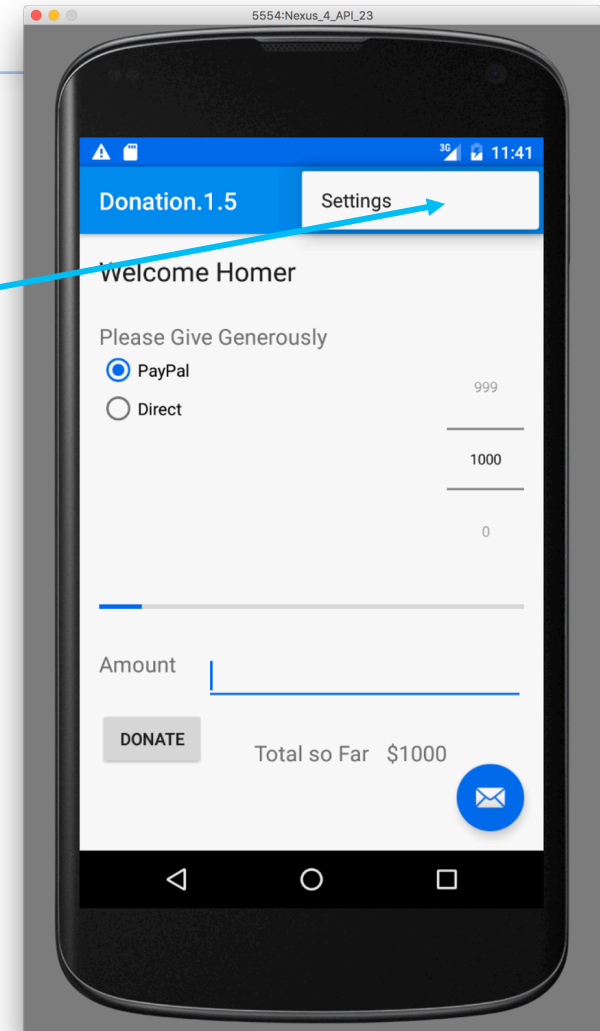 5554:Nexus_4_API_23
3G 11:41
Donation.1.5 Settings
Welcome Homer
Please Give Generously
PayPal
Direct
999
1000
0
Amount
DONATE
Total so Far $1000